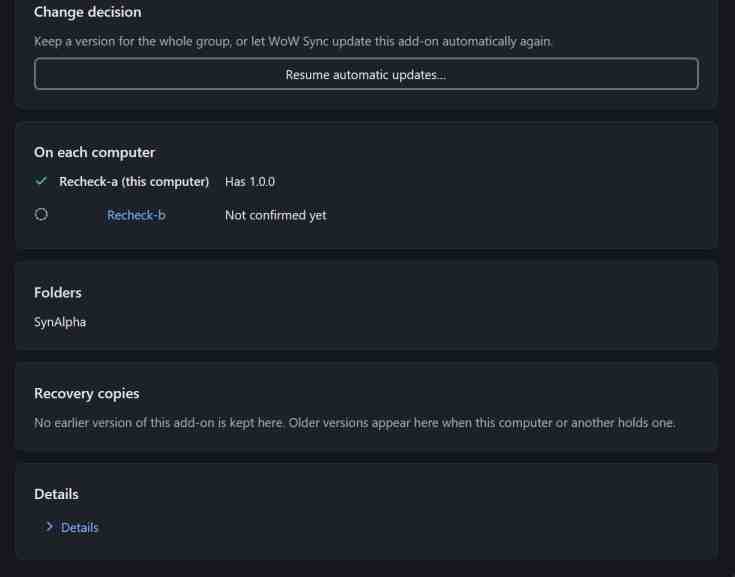 Change decision
Keep a version for the whole group, or let WoW Sync update this add-on automatically again.
Resume automatic updates...
On each computer
Recheck-a (this computer) Has 1.0.0
Recheck-b Not confirmed yet
Folders
SynAlpha
Recovery copies
No earlier version of this add-on is kept here. Older versions appear here when this computer or another holds one.
Details
Details